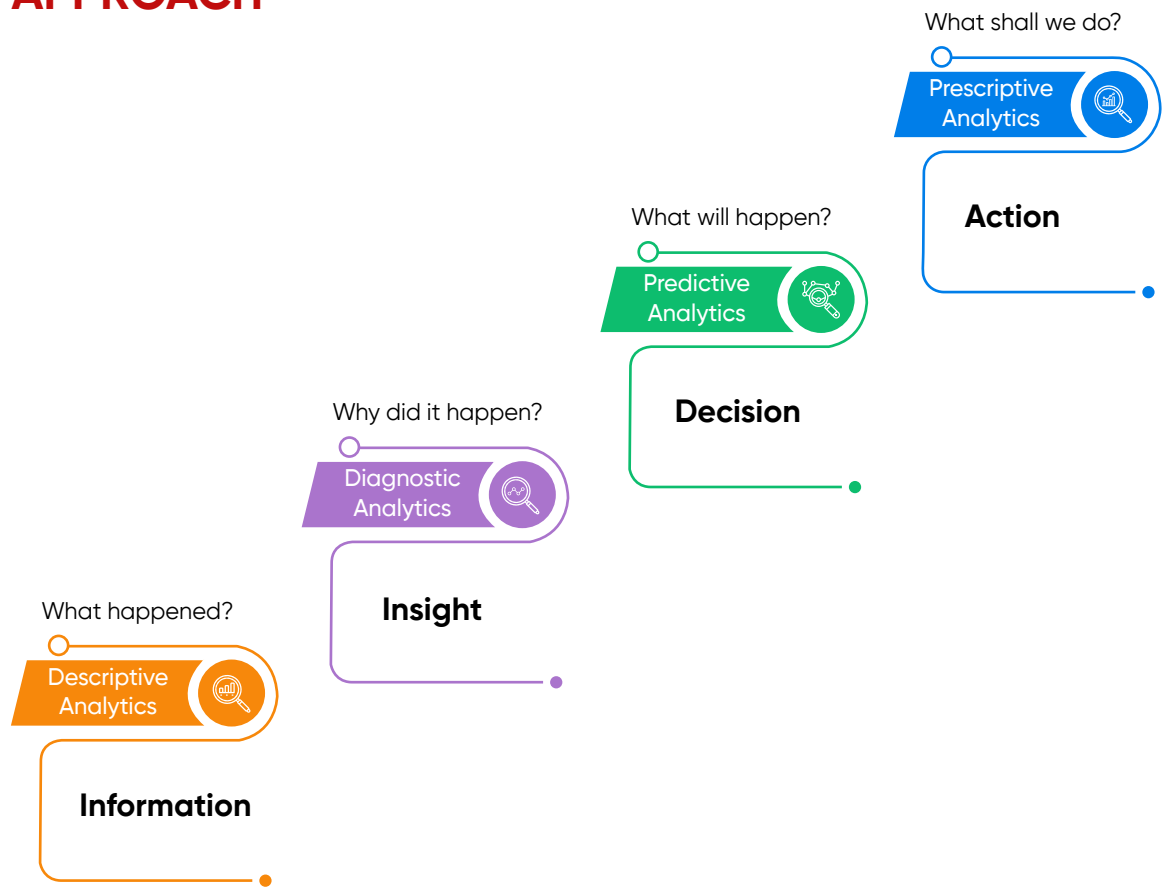 APPROACH
What shall we do?
Prescriptive
Analytics
Action
What will happen?
Predictive
Analytics
Decision
Why did it happen?
Diagnostic
Analytics
Insight
What happened?
Descriptive
Analytics
Information